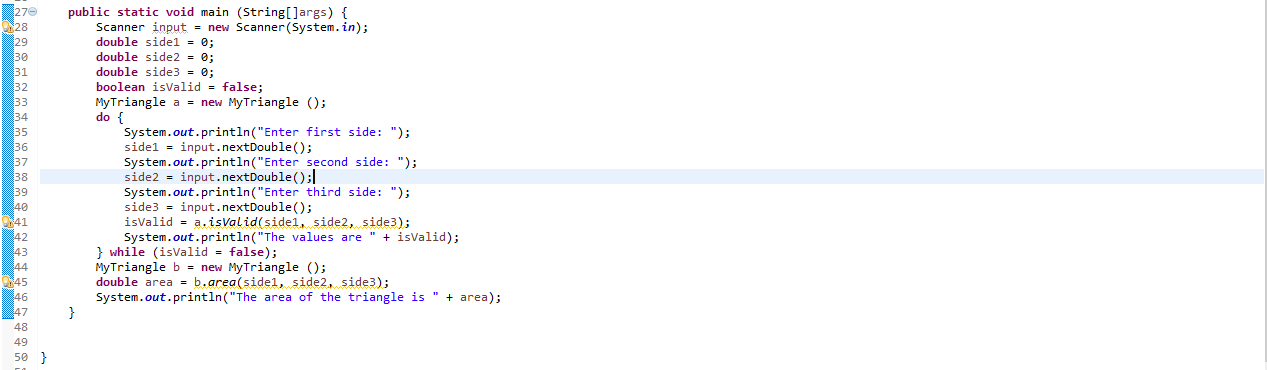 27 public static void main (String[]args) {
28 Scanner input = new Scanner(System.in);
29 double side1 = 0;
30 double side2 = 0;
31 double side3 = 0;
32 boolean isValid = false;
33 MyTriangle a = new MyTriangle ();
34 do {
35 System.out.println("Enter first side: ");
36 side1 = input.nextDouble();
37 System.out.println("Enter second side: ");
38 side2 = input.nextDouble();
39 System.out.println("Enter third side: ");
40 side3 = input.nextDouble();
41 isValid = a.isValid(side1, side2, side3);
42 System.out.println("The values are " + isValid);
43 } while (isValid = false);
44 MyTriangle b = new MyTriangle ();
45 double area = b.area(side1, side2, side3);
46 System.out.println("The area of the triangle is " + area);
47 }
48
49
50 }